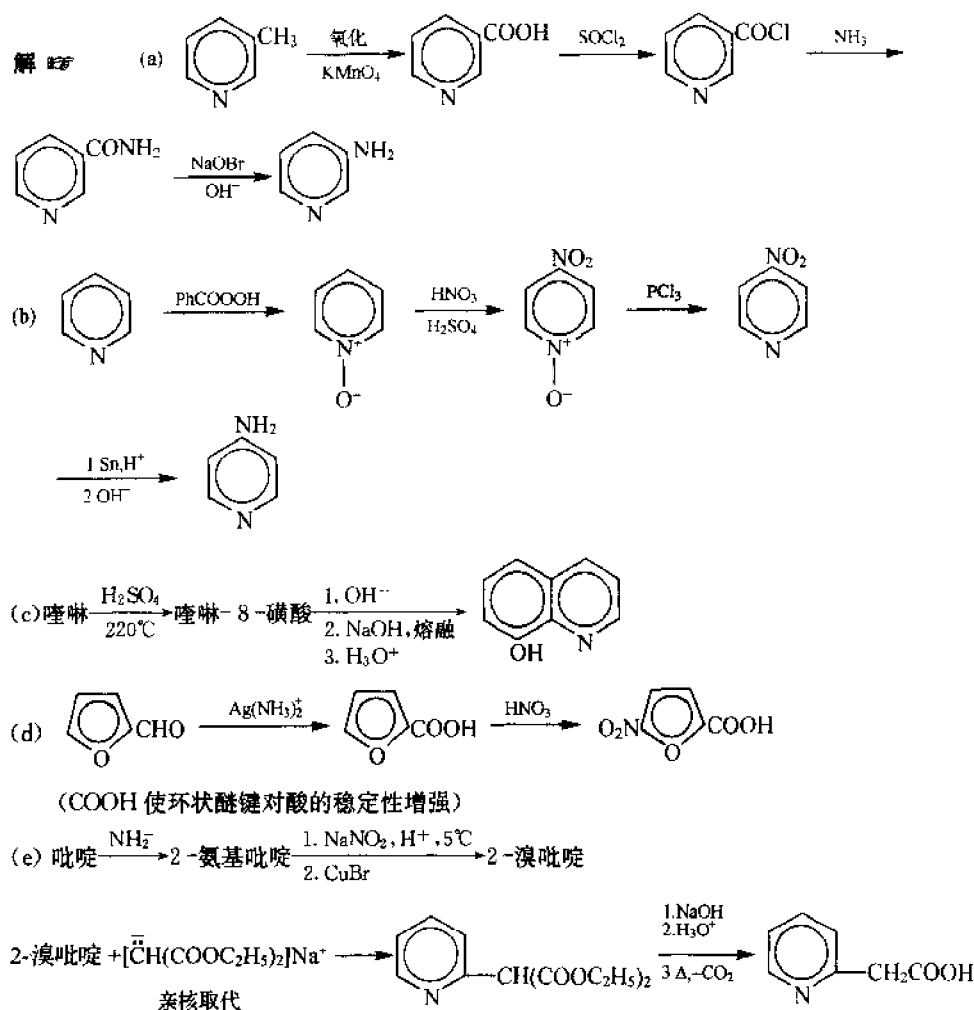 解 (a) CH₃ 氧化 KMnO₄ COOH SOCl₂ COCl NH₃
N N N
CONH₂ NaOBr OH⁻ NH₂
N N
(b) PhCOOOH HNO₃ H₂SO₄ NO₂ PCl₃ NO₂
N N⁺ N⁺ N
O⁻ O⁻
1 Sn,H⁺ 2 OH⁻ NH₂
N
(c) 喹啉 H₂SO₄ 220℃ 喹啉-8-磺酸 1. OH⁻ 2. NaOH,熔融 3. H₃O⁺ OH N
(d) O CHO Ag(NH₃)₂⁺ O COOH HNO₃ O₂N O COOH
(COOH 使环状醚键对酸的稳定性增强)
(e) 吡啶 NH₂⁻ 2-氨基吡啶 1. NaNO₂, H⁺, 5℃ 2. CuBr 2-溴吡啶
2-溴吡啶+[C̄H(COOC₂H₅)₂]Na⁺ N CH(COOC₂H₅)₂ 1.NaOH 2.H₃O⁺ 3 Δ,-CO₂ N CH₂COOH
亲核取代